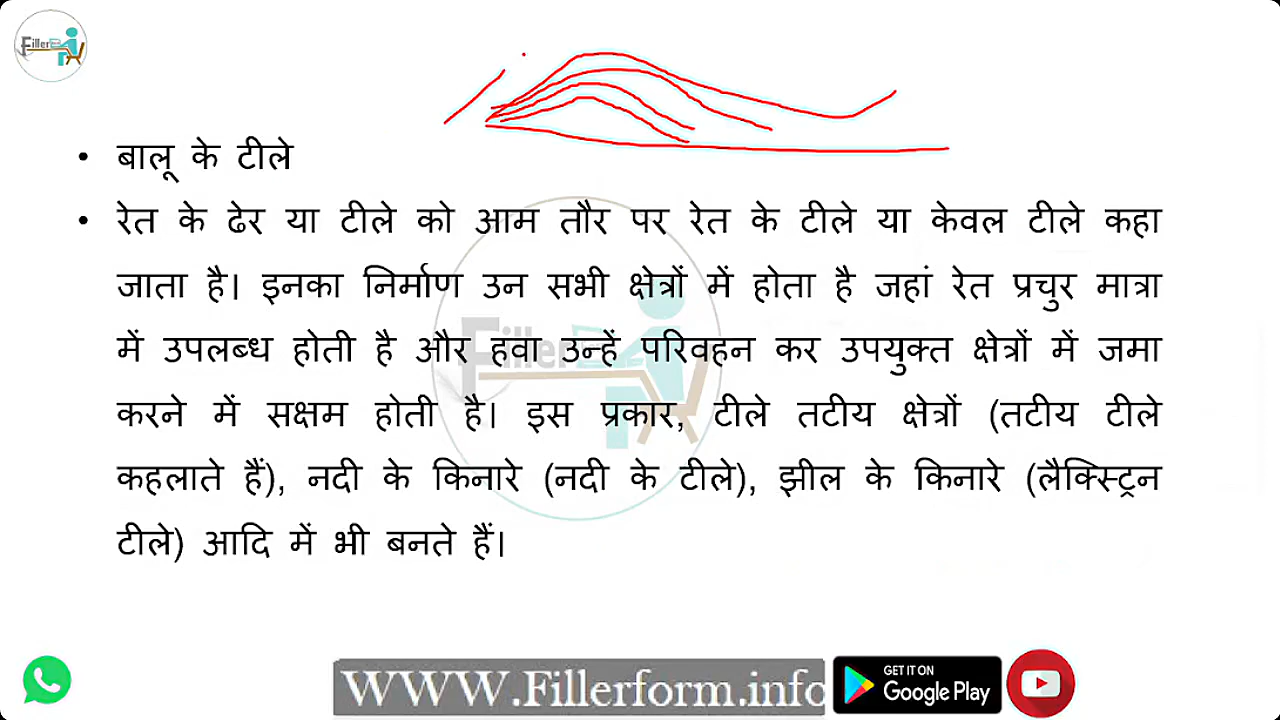 Filler
• बालू के टीले
• रेत के ढेर या टीले को आम तौर पर रेत के टीले या केवल टीले कहा
जाता है। इनका निर्माण उन सभी क्षेत्रों में होता है जहां रेत प्रचुर मात्रा
में उपलब्ध होती है और हवा उन्हें परिवहन कर उपयुक्त क्षेत्रों में जमा
करने में सक्षम होती है। इस प्रकार, टीले तटीय क्षेत्रों (तटीय टीले
कहलाते हैं), नदी के किनारे (नदी के टीले), झील के किनारे (लैक्स्ट्रिन
टीले) आदि में भी बनते हैं।
Filler
WWW.Fillerform.info
GET IT ON
Google Play